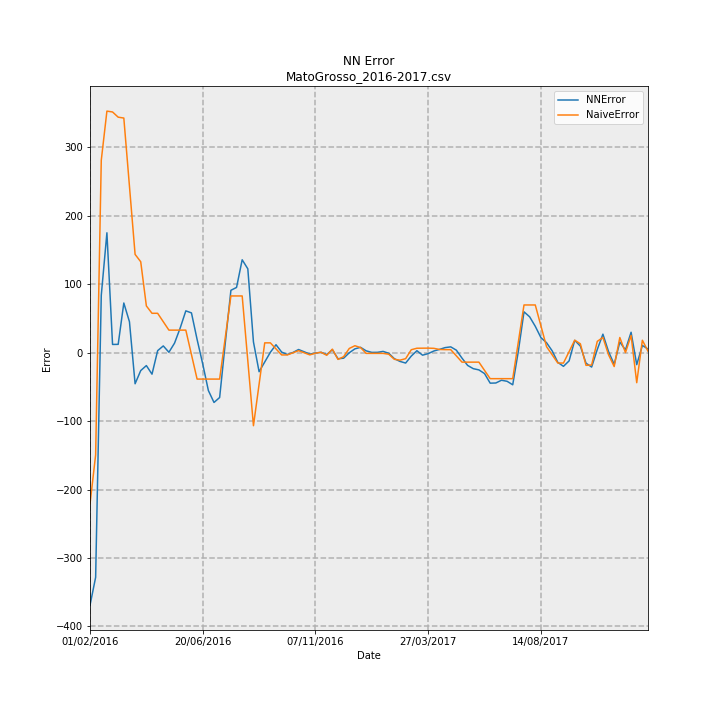 NN Error
MatoGrosso_2016-2017.csv
NNError
NaiveError
Error
300
200
100
0
−100
−200
−300
−400
01/02/2016 20/06/2016 07/11/2016 27/03/2017 14/08/2017
Date